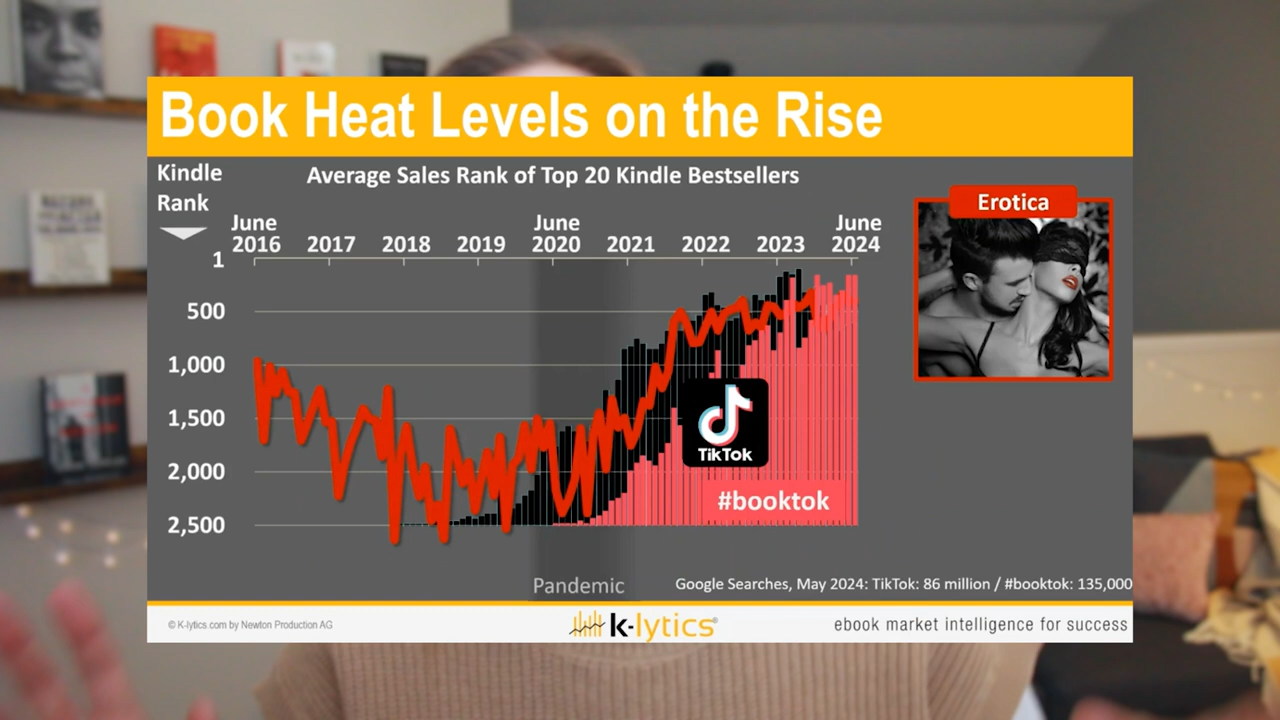 Book Heat Levels on the Rise
Kindle
Rank
Average Sales Rank of Top 20 Kindle Bestsellers
June
2016
2017
2018
2019
June
2020
2021
2022
2023
June
2024
1
500
1,000
1,500
2,000
2,500
Erotica
TikTok
#booktok
Pandemic
Google Searches, May 2024: TikTok: 86 million / #booktok: 135,000
© K-lytics.com by Newton Production AG
k-lytics®
ebook market intelligence for success